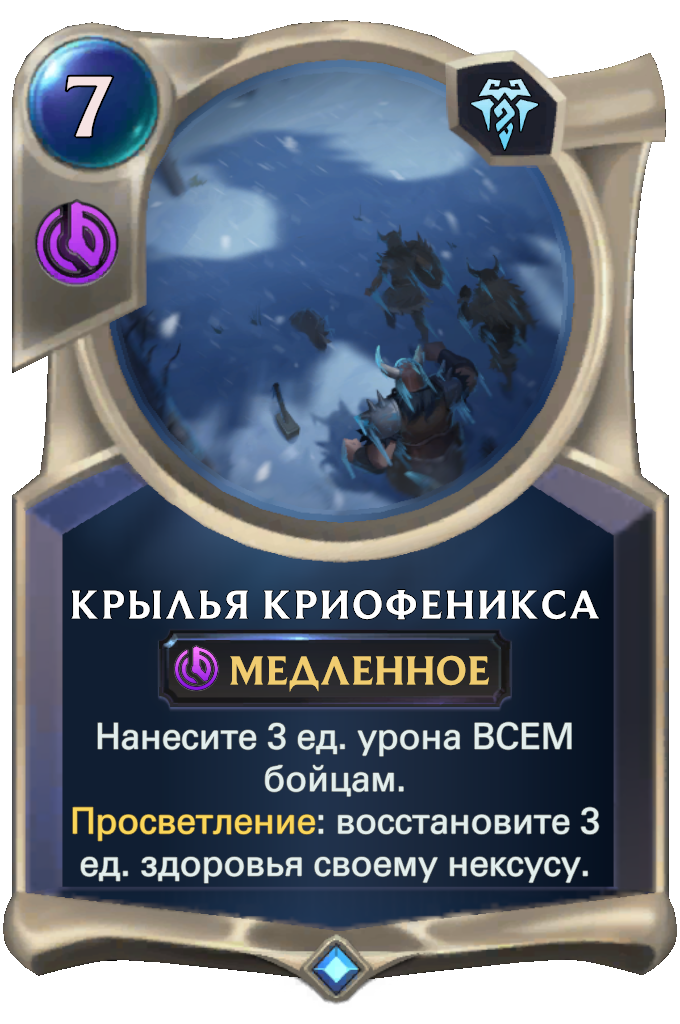 7
КРЫЛЬЯ КРИОФЕНИКСА
МЕДЛЕННОЕ
Нанесите 3 ед. урона ВСЕМ
бойцам.
Просветление: восстановите 3
ед. здоровья своему нексусу.